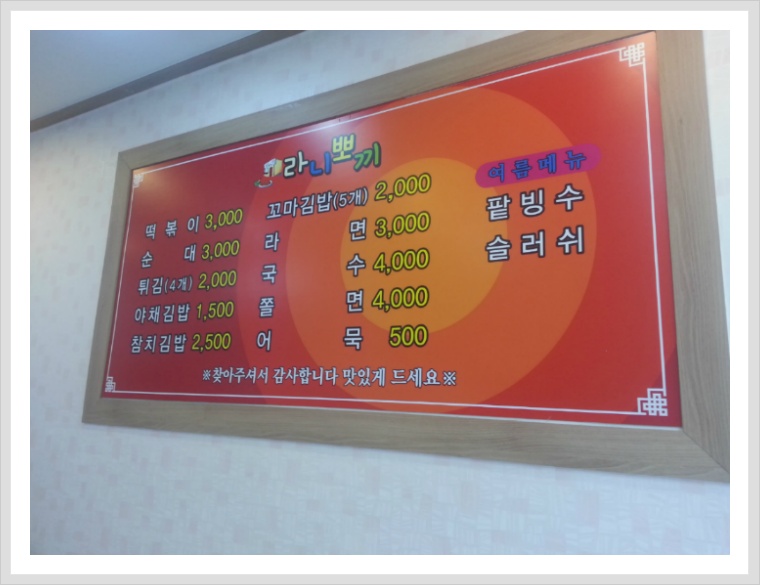 라니뽀끼
떡볶이 3,000
순대 3,000
튀김(4개) 2,000
야채김밥 1,500
참치김밥 2,500
꼬마김밥(5개) 2,000
라면 3,000
국수 4,000
쫄면 4,000
어묵 500
여름메뉴
팥빙수
슬러쉬
※찾아주셔서 감사합니다 맛있게 드세요※